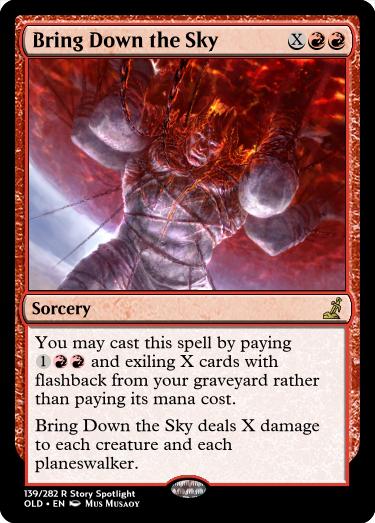 Bring Down the Sky X
Sorcery
You may cast this spell by paying
1 and exiling X cards with
flashback from your graveyard rather
than paying its mana cost.
Bring Down the Sky deals X damage
to each creature and each
planeswalker.
139/282 R Story Spotlight
OLD • EN Mus Musaoy